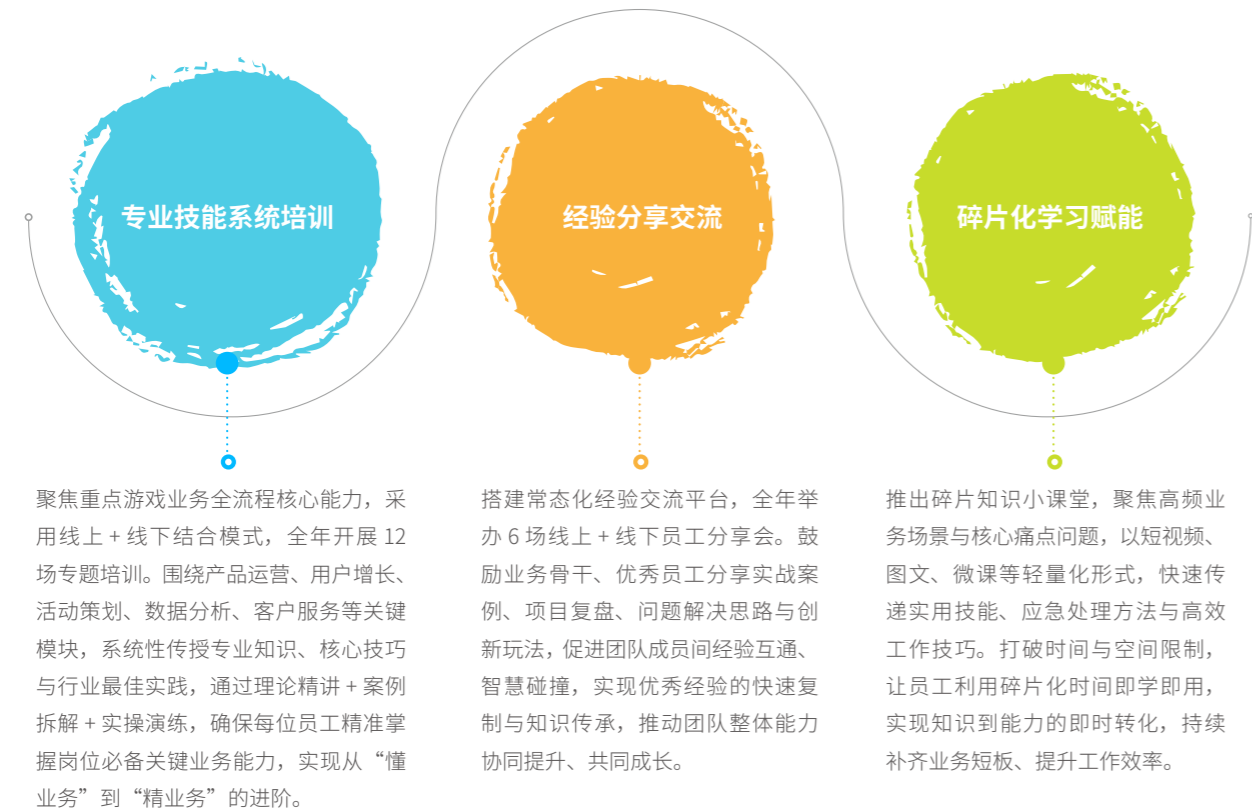 专业技能系统培训
经验分享交流
碎片化学习赋能
聚焦重点游戏业务全流程核心能力，采
用线上 + 线下结合模式，全年开展 12
场专题培训。围绕产品运营、用户增长、
活动策划、数据分析、客户服务等关键
模块，系统性传授专业知识、核心技巧
与行业最佳实践，通过理论精讲 + 案例
拆解 + 实操演练，确保每位员工精准掌
握岗位必备关键业务能力，实现从“懂
业务”到“精业务”的进阶。
搭建常态化经验交流平台，全年举
办 6 场线上 + 线下员工分享会。鼓
励业务骨干、优秀员工分享实战案
例、项目复盘、问题解决思路与创
新玩法，促进团队成员间经验互通、
智慧碰撞，实现优秀经验的快速复
制与知识传承，推动团队整体能力
协同提升、共同成长。
推出碎片知识小课堂，聚焦高频业
务场景与核心痛点问题，以短视频、
图文、微课等轻量化形式，快速传
递实用技能、应急处理方法与高效
工作技巧。打破时间与空间限制，
让员工利用碎片化时间即学即用，
实现知识到能力的即时转化，持续
补齐业务短板、提升工作效率。